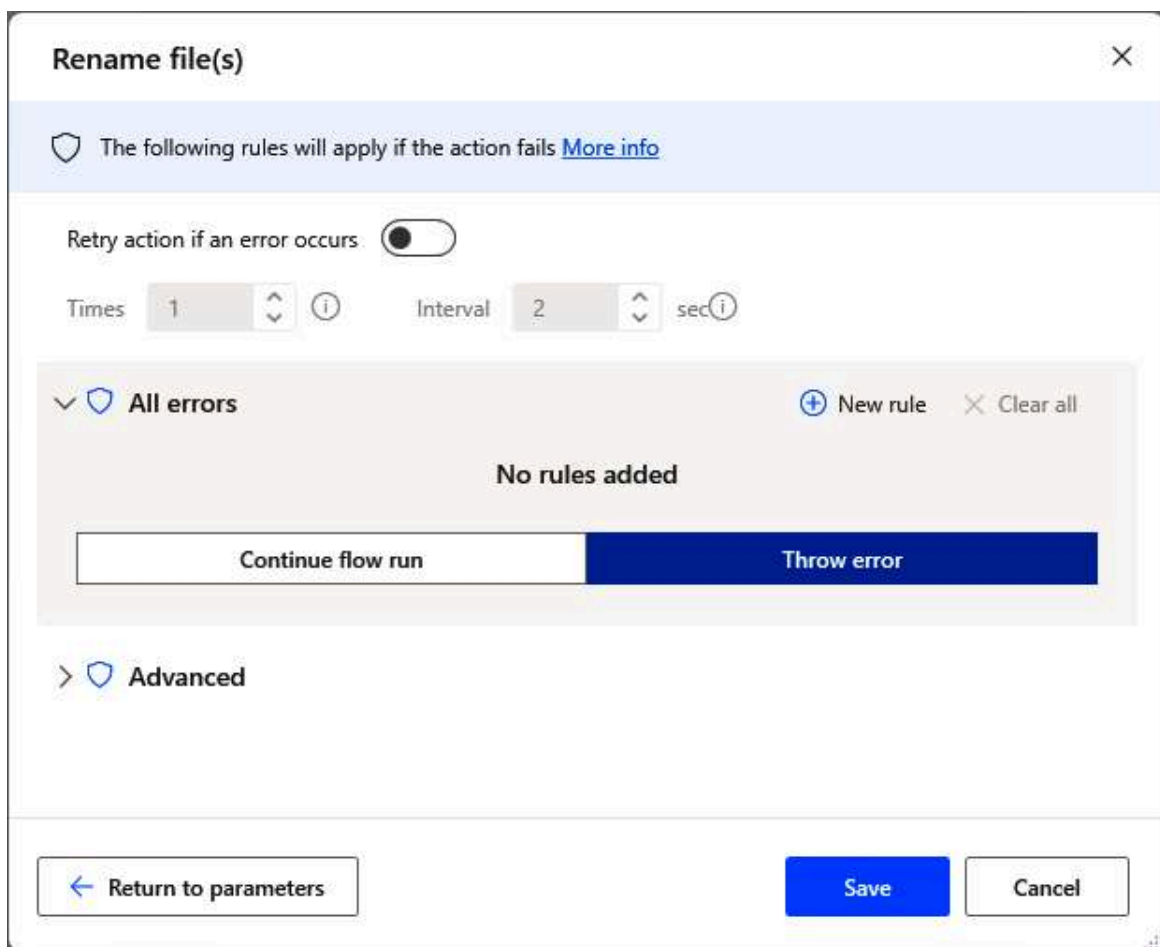 Rename file(s)
The following rules will apply if the action fails More info
Retry action if an error occurs
Times 1 Interval 2 sec
All errors New rule Clear all
No rules added
Continue flow run Throw error
Advanced
Return to parameters Save Cancel